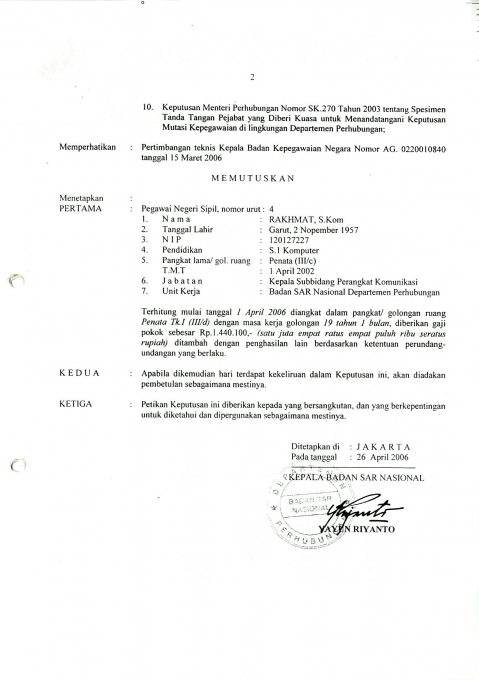 2
10. Keputusan Menteri Perhubungan Nomor SK.270 Tahun 2003 tentang Spesimen
Tanda Tangan Pejabat yang Diberi Kuasa untuk Menandatangani Keputusan
Mutasi Kepegawaian di lingkungan Departemen Perhubungan;
Memperhatikan : Pertimbangan teknis Kepala Badan Kepegawaian Negara Nomor AG. 0220010840
tanggal 15 Maret 2006
M E M U T U S K A N
Menetapkan :
PERTAMA : Pegawai Negeri Sipil, nomor urut : 4
1. N a m a : RAKHMAT, S.Kom
2. Tanggal Lahir : Garut, 2 Nopember 1957
3. N I P : 120127227
4. Pendidikan : S.1 Komputer
5. Pangkat lama/ gol. ruang : Penata (III/c)
T.M.T : 1 April 2002
6. J a b a t a n : Kepala Subbidang Perangkat Komunikasi
7. Unit Kerja : Badan SAR Nasional Departemen Perhubungan
Terhitung mulai tanggal 1 April 2006 diangkat dalam pangkat/ golongan ruang
Penata Tk.I (III/d) dengan masa kerja golongan 19 tahun 1 bulan, diberikan gaji
pokok sebesar Rp.1.440.100,- (satu juta empat ratus empat puluh ribu seratus
rupiah) ditambah dengan penghasilan lain berdasarkan ketentuan perundang-
undangan yang berlaku.
K E D U A : Apabila dikemudian hari terdapat kekeliruan dalam Keputusan ini, akan diadakan
pembetulan sebagaimana mestinya.
KETIGA : Petikan Keputusan ini diberikan kepada yang bersangkutan, dan yang berkepentingan
untuk diketahui dan dipergunakan sebagaimana mestinya.
Ditetapkan di : J A K A R T A
Pada tanggal : 26 April 2006
KEPALA BADAN SAR NASIONAL
DEPARTEMEN
BADAN SAR
NASIONAL
PERHUBUNGAN
YAYUN RIYANTO